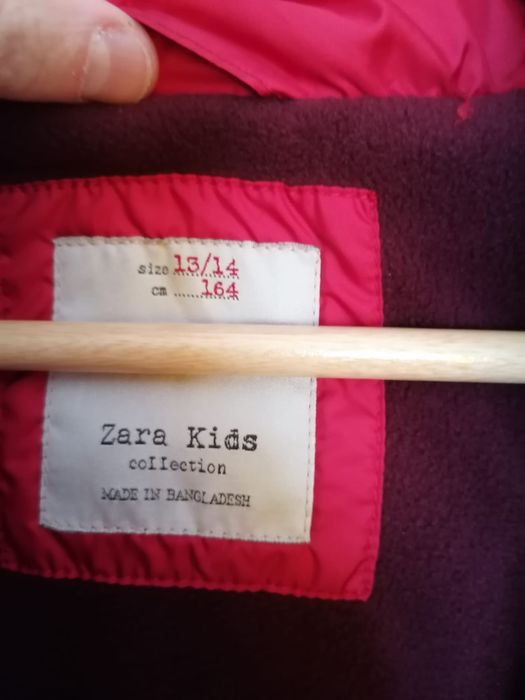 size 13/14
cm ...... 164
Zara Kids
collection
MADE IN BANGLADESH